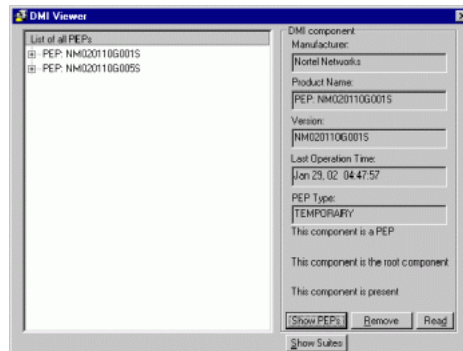 DMI Viewer
List of all PEPs
PEP: NM020110G001S
PEP: NM020110G005S
DMI component
Manufacturer:
Nortel Networks
Product Name:
PEP: NM020110G001S
Version:
NM020110G001S
Last Operation Time:
Jan 29, 02 04:47:57
PEP Type:
TEMPORAIRY
This component is a PEP
This component is the root component
This component is present
Show PEPs
Remove
Read
Show Suites